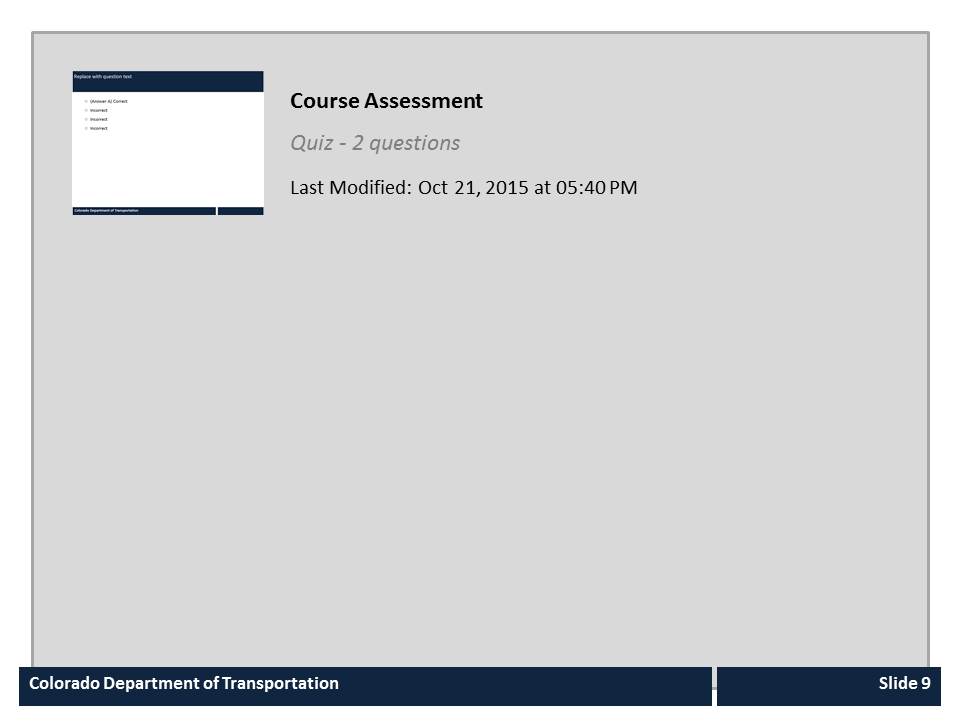 Replace with question text
(Answer A) Correct
Incorrect
Incorrect
Incorrect
Colorado Department of Transportation
Course Assessment
Quiz - 2 questions
Last Modified: Oct 21, 2015 at 05:40 PM
Colorado Department of Transportation
Slide 9